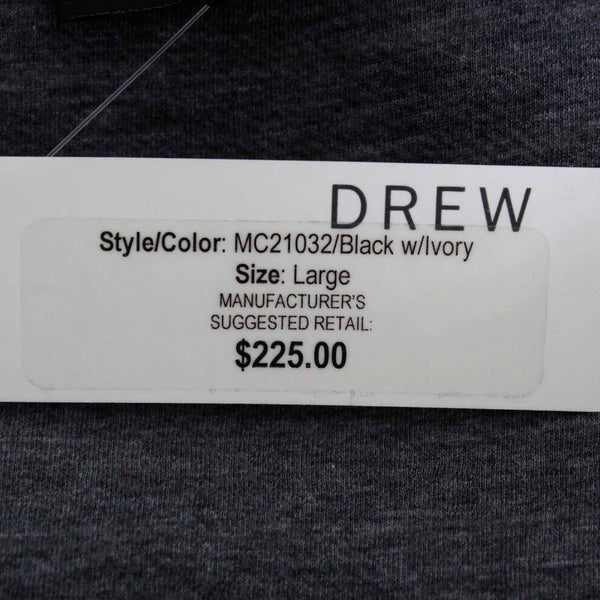 DREW
Style/Color: MC21032/Black w/Ivory
Size: Large
MANUFACTURER'S
SUGGESTED RETAIL:
$225.00